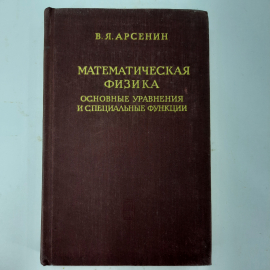 В. Я. АРСЕНИН
МАТЕМАТИЧЕСКАЯ
ФИЗИКА
ОСНОВНЫЕ УРАВНЕНИЯ
И СПЕЦИАЛЬНЫЕ ФУНКЦИИ